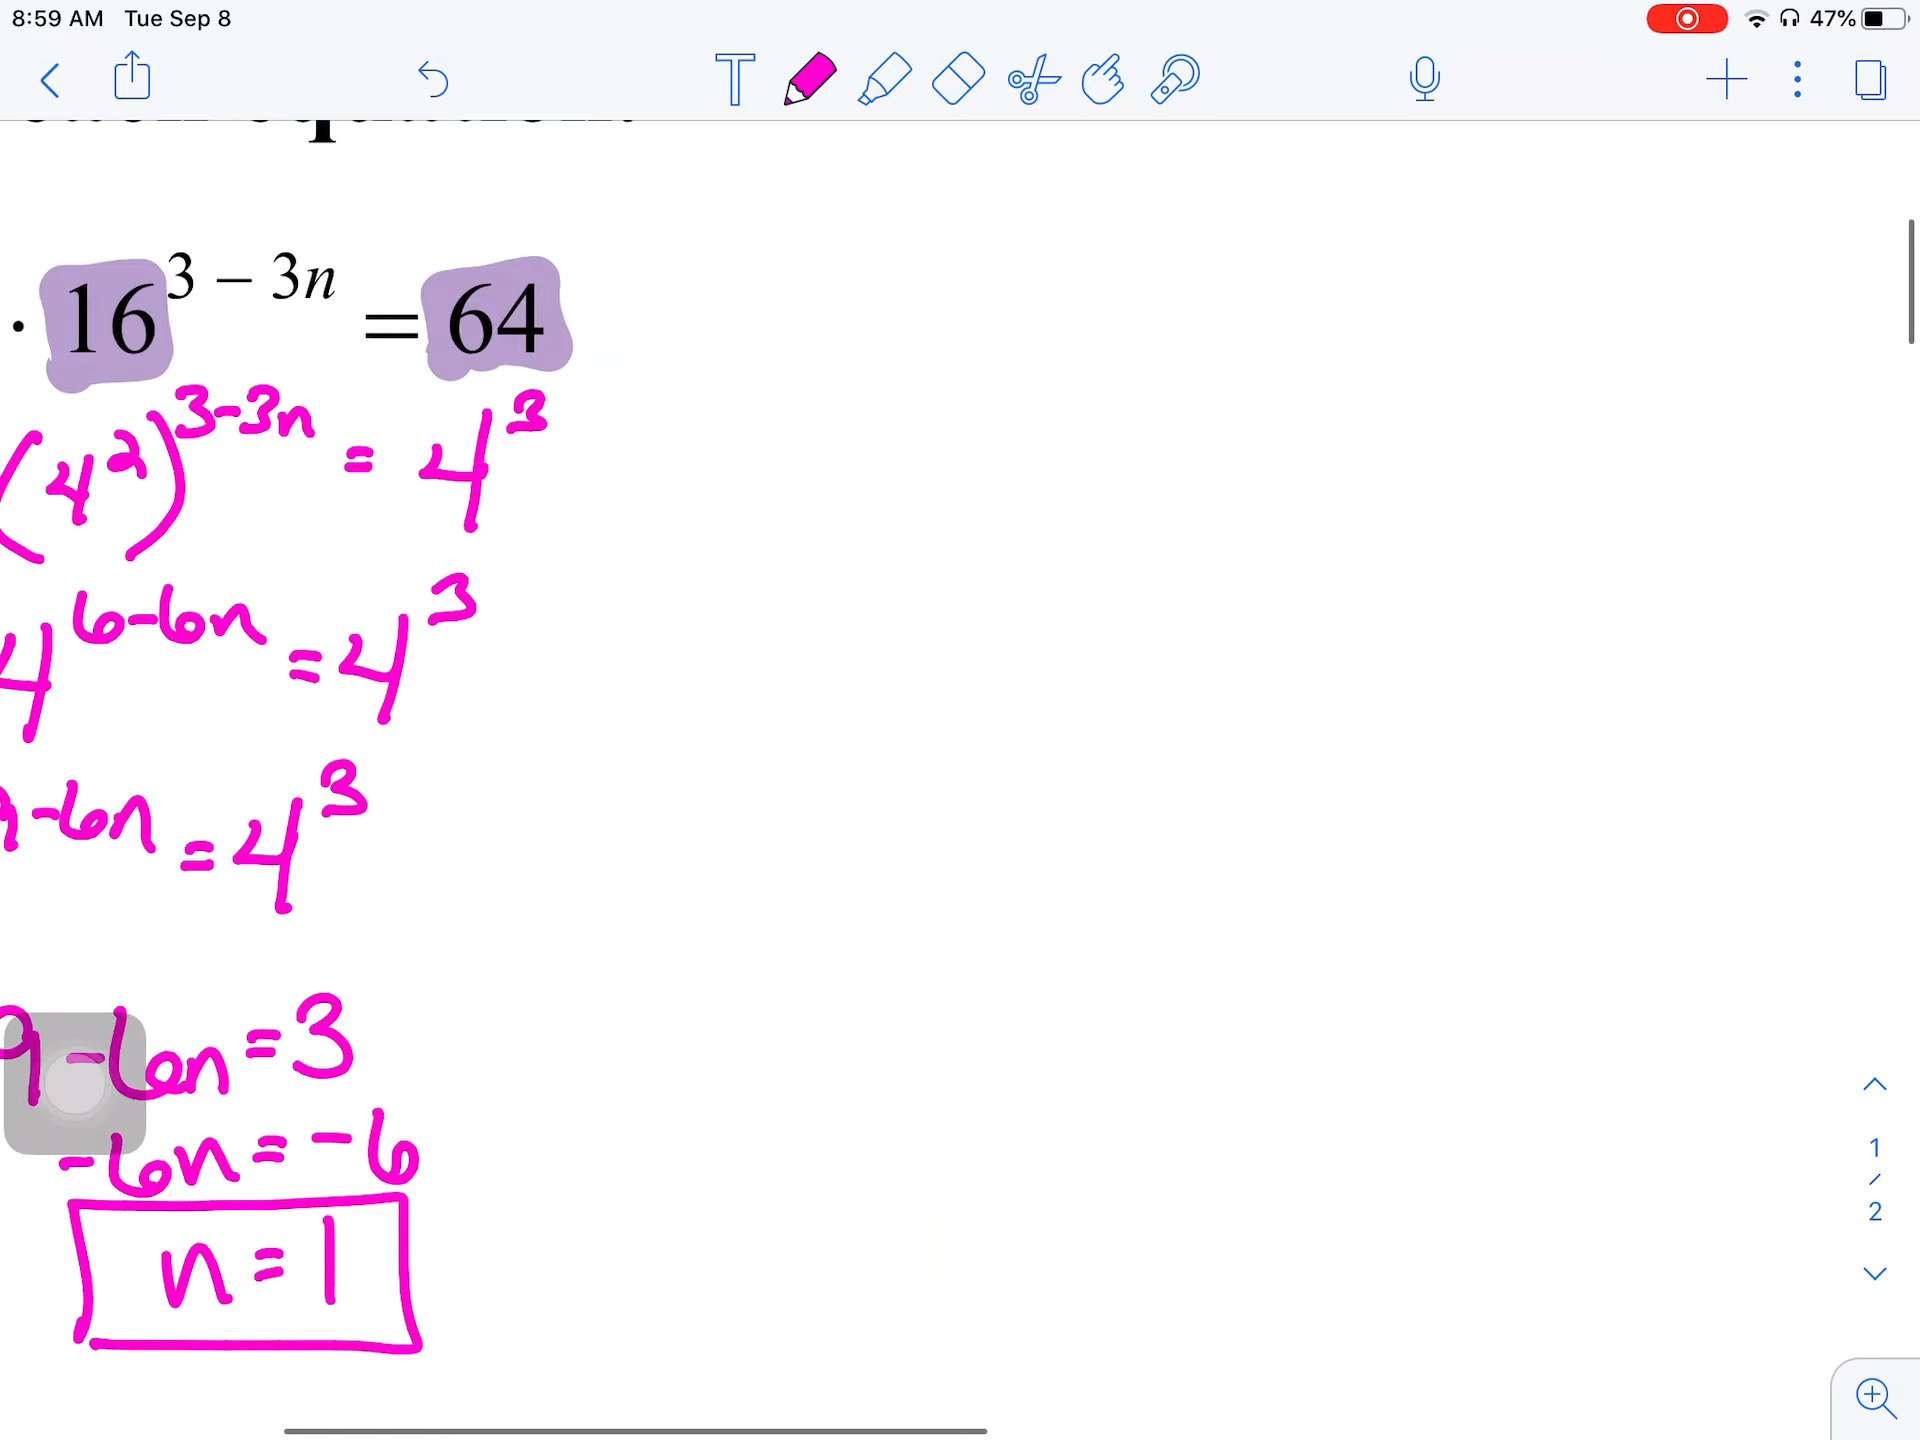 8:59 AM Tue Sep 8
47%
· 16^{3 – 3n} = 64
(4^2)^{3-3n} = 4^3
4^{6-6n} = 4^3
-6n = 4^3
9-6n=3
-6n=-6
n=1
1
/
2